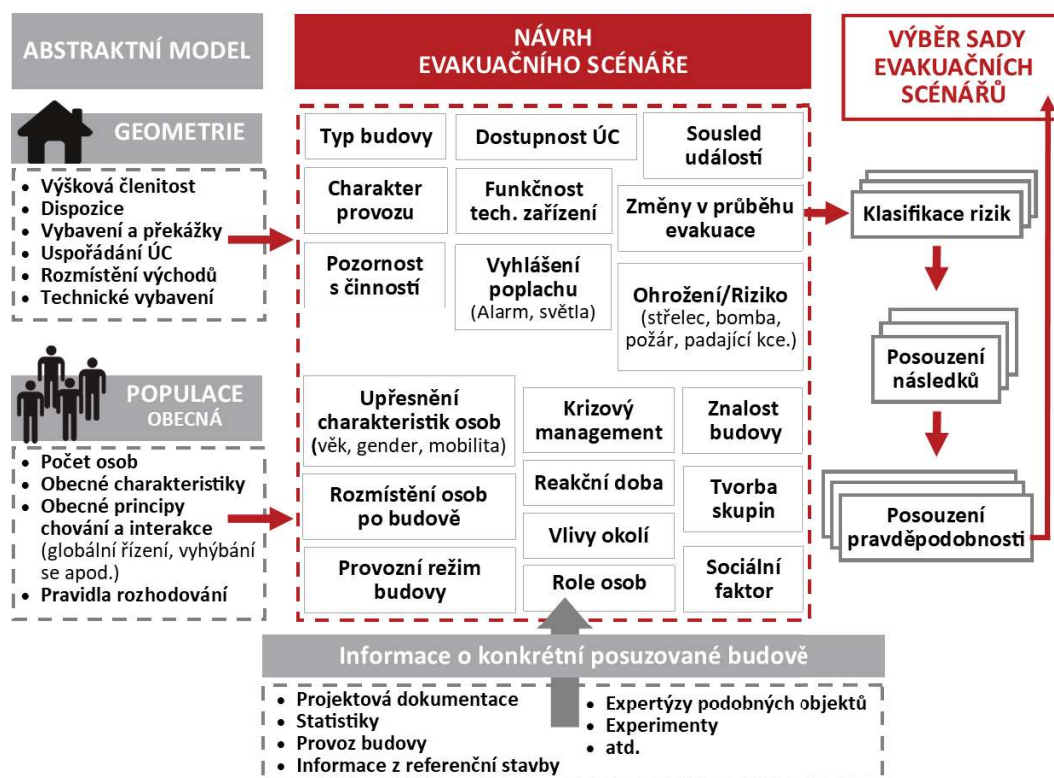 ABSTRAKTNÍ MODEL
GEOMETRIE
• Výšková členitost
• Dispozice
• Vybavení a překážky
• Uspořádání ÚC
• Rozmístění východů
• Technické vybavení
POPULACE
OBECNÁ
• Počet osob
• Obecné charakteristiky
• Obecné principy
chování a interakce
(globální řízení, vyhýbání
se apod.)
• Pravidla rozhodování
NÁVRH
EVAKUAČNÍHO SCÉNÁŘE
Typ budovy
Dostupnost ÚC
Sousled
událostí
Charakter
provozu
Funkčnost
tech. zařízení
Změny v průběhu
evakuace
Pozornost
s činností
Vyhlášení
poplachu
(Alarm, světla)
Ohrožení/Riziko
(střelec, bomba,
požár, padající kce.)
Upřesnění
charakteristik osob
(věk, gender, mobilita)
Krizový
management
Znalost
budovy
Rozmístění osob
po budově
Reakční doba
Tvorba
skupin
Vlivy okolí
Provozní režim
budovy
Role osob
Sociální
faktor
Informace o konkrétní posuzované budově
• Projektová dokumentace
• Statistiky
• Provoz budovy
• Informace z referenční stavby
• Expertýzy podobných objektů
• Experimenty
• atd.
VÝBĚR SADY
EVAKUAČNÍCH
SCÉNÁŘŮ
Klasifikace rizik
Posouzení
následků
Posouzení
pravděpodobnosti